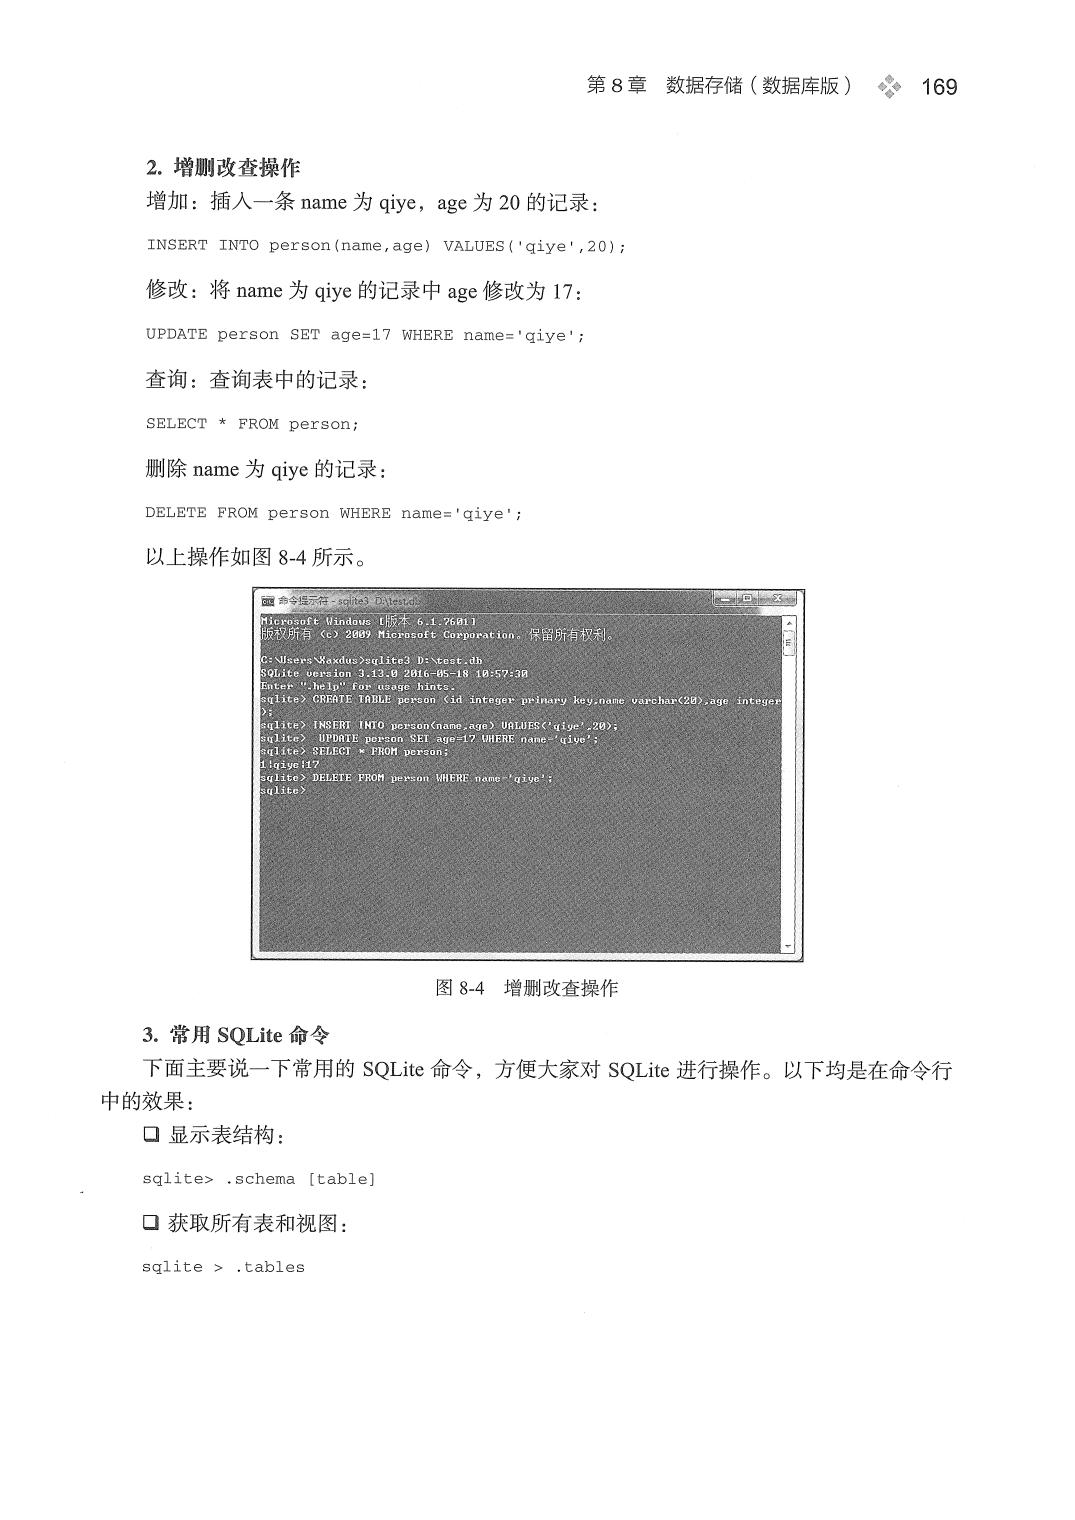 第 8 章 数据存储（数据库版） 169
2. 增删改查操作
增加：插入一条 name 为 qiye，age 为 20 的记录：
INSERT INTO person(name,age) VALUES('qiye',20);
修改：将 name 为 qiye 的记录中 age 修改为 17：
UPDATE person SET age=17 WHERE name='qiye';
查询：查询表中的记录：
SELECT * FROM person;
删除 name 为 qiye 的记录：
DELETE FROM person WHERE name='qiye';
以上操作如图 8-4 所示。
命令提示符 - sqlite3 D:\test.db
Microsoft Windows [版本 6.1.7601]
版权所有 (c) 2009 Microsoft Corporation。保留所有权利。
C:\Users\Xaxdus>sqlite3 D:\test.db
SQLite version 3.13.0 2016-05-18 10:57:30
Enter ".help" for usage hints.
sqlite> CREATE TABLE person (id integer primary key,name varchar(20),age integer
);
sqlite> INSERT INTO person(name,age) VALUES('qiye',20);
sqlite> UPDATE person SET age=17 WHERE name='qiye';
sqlite> SELECT * FROM person;
1|qiye|17
sqlite> DELETE FROM person WHERE name='qiye';
sqlite>
图 8-4 增删改查操作
3. 常用 SQLite 命令
下面主要说一下常用的 SQLite 命令，方便大家对 SQLite 进行操作。以下均是在命令行
中的效果：
❑ 显示表结构：
sqlite> .schema [table]
❑ 获取所有表和视图：
sqlite > .tables